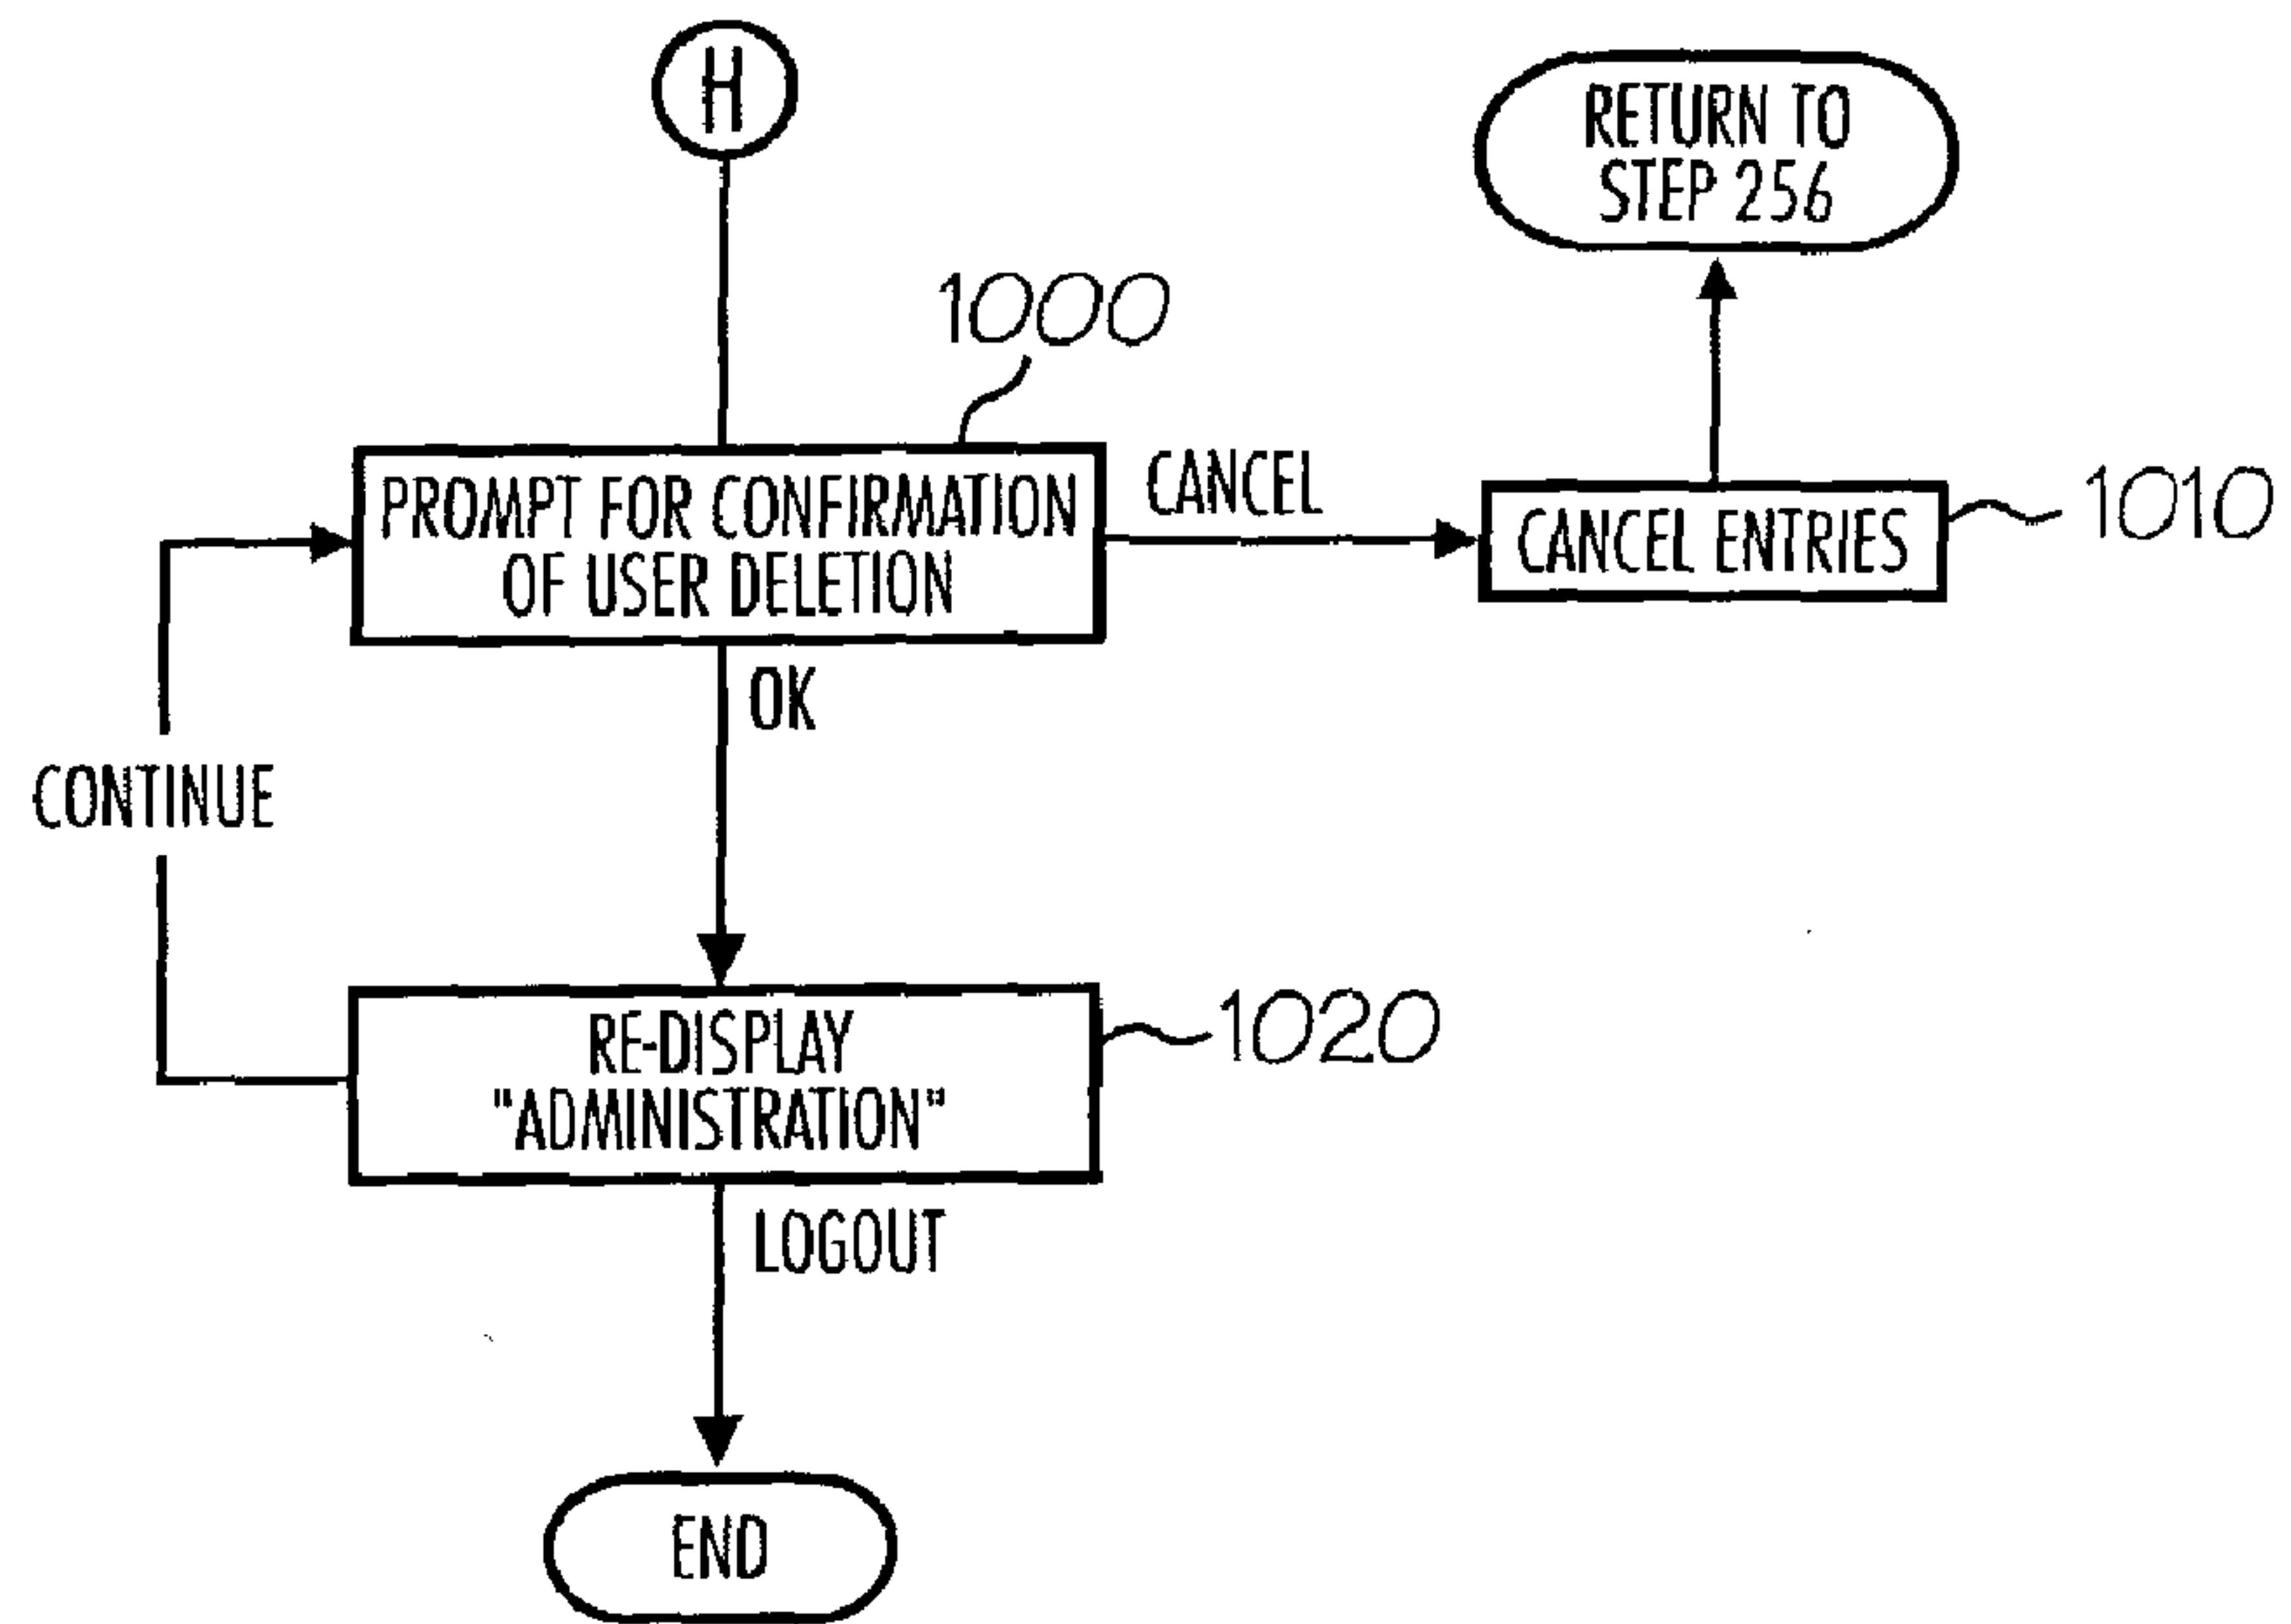 H
RETURN TO
STEP 256
1000
PROMPT FOR CONFIRMATION
OF USER DELETION
CANCEL
CANCEL ENTRIES
1010
OK
CONTINUE
RE-DISPLAY
"ADMINISTRATION"
1020
LOGOUT
END